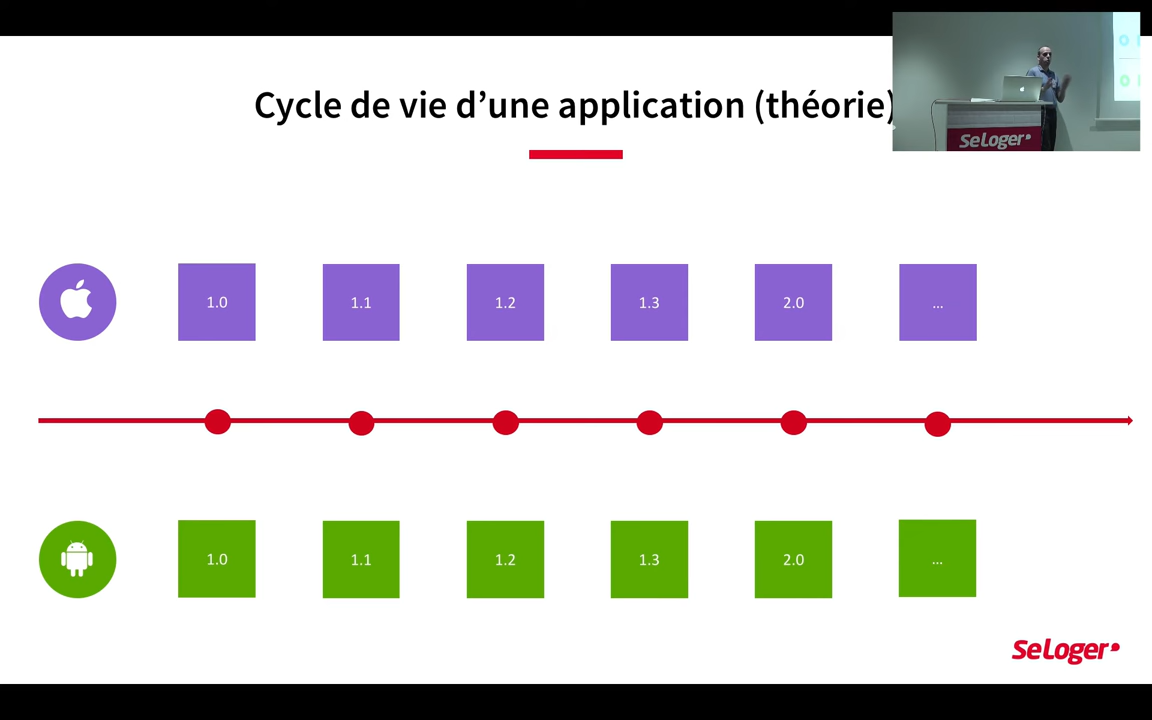 Cycle de vie d’une application (théorie)
SeLoger
1.0 1.1 1.2 1.3 2.0 ...
1.0 1.1 1.2 1.3 2.0 ...
SeLoger